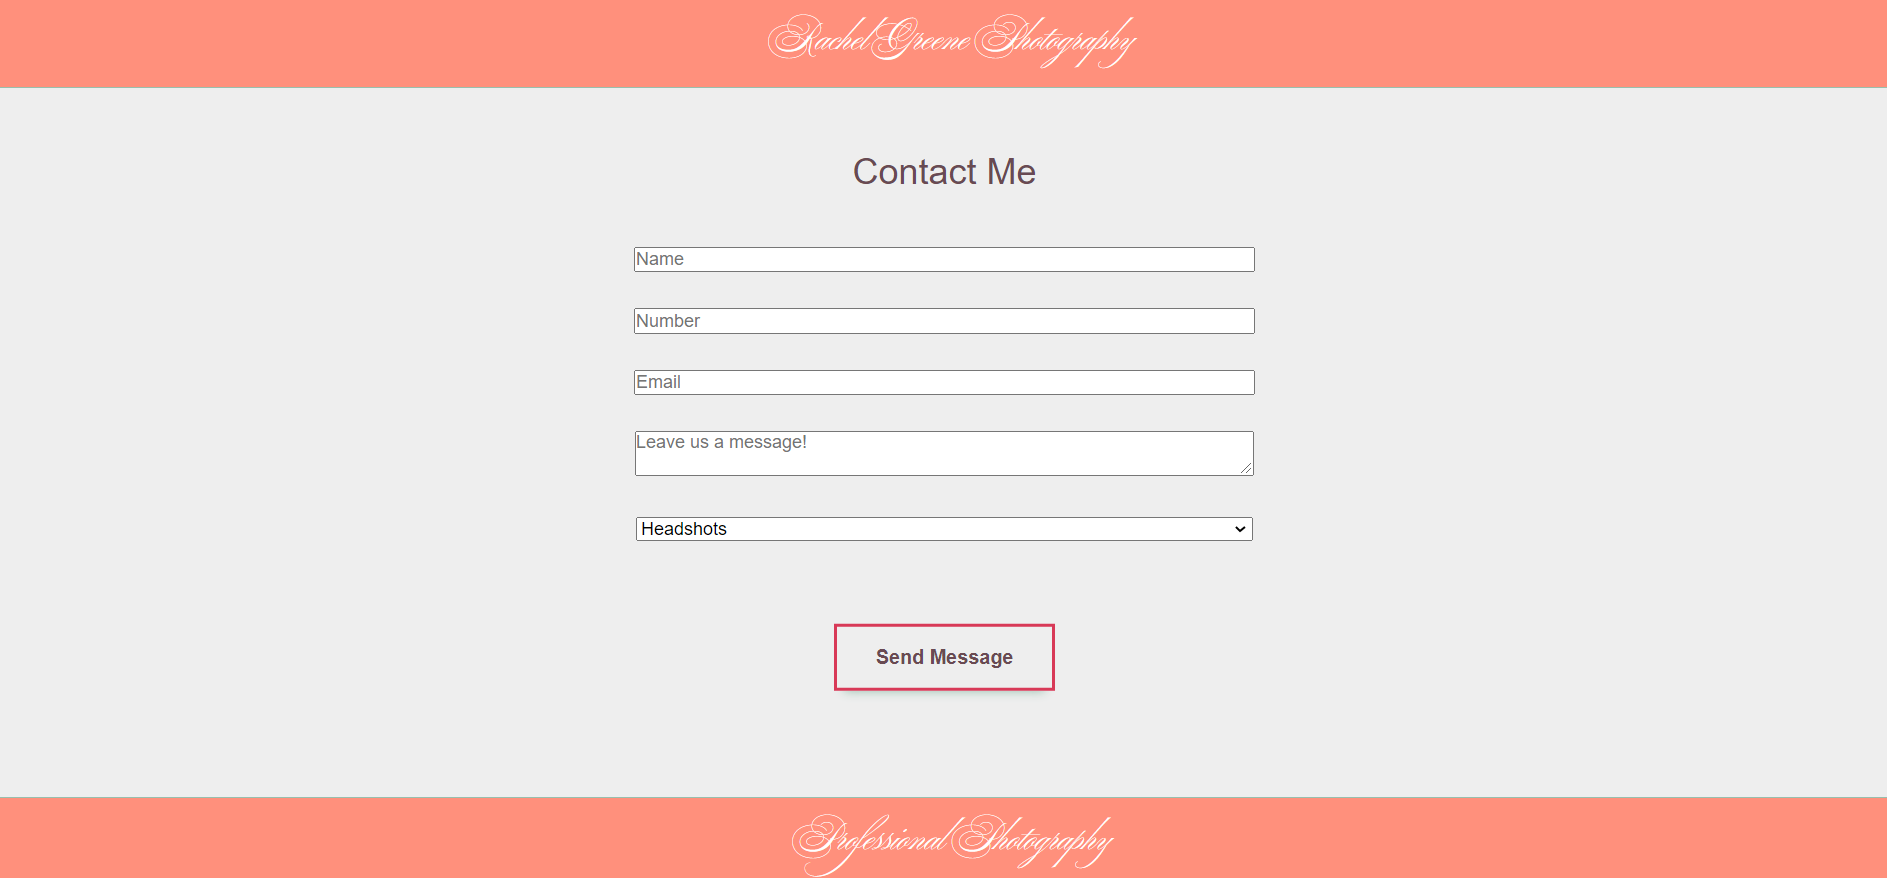 Rachel Greene Photography
Contact Me
Name
Number
Email
Leave us a message!
Headshots
Send Message
Professional Photography